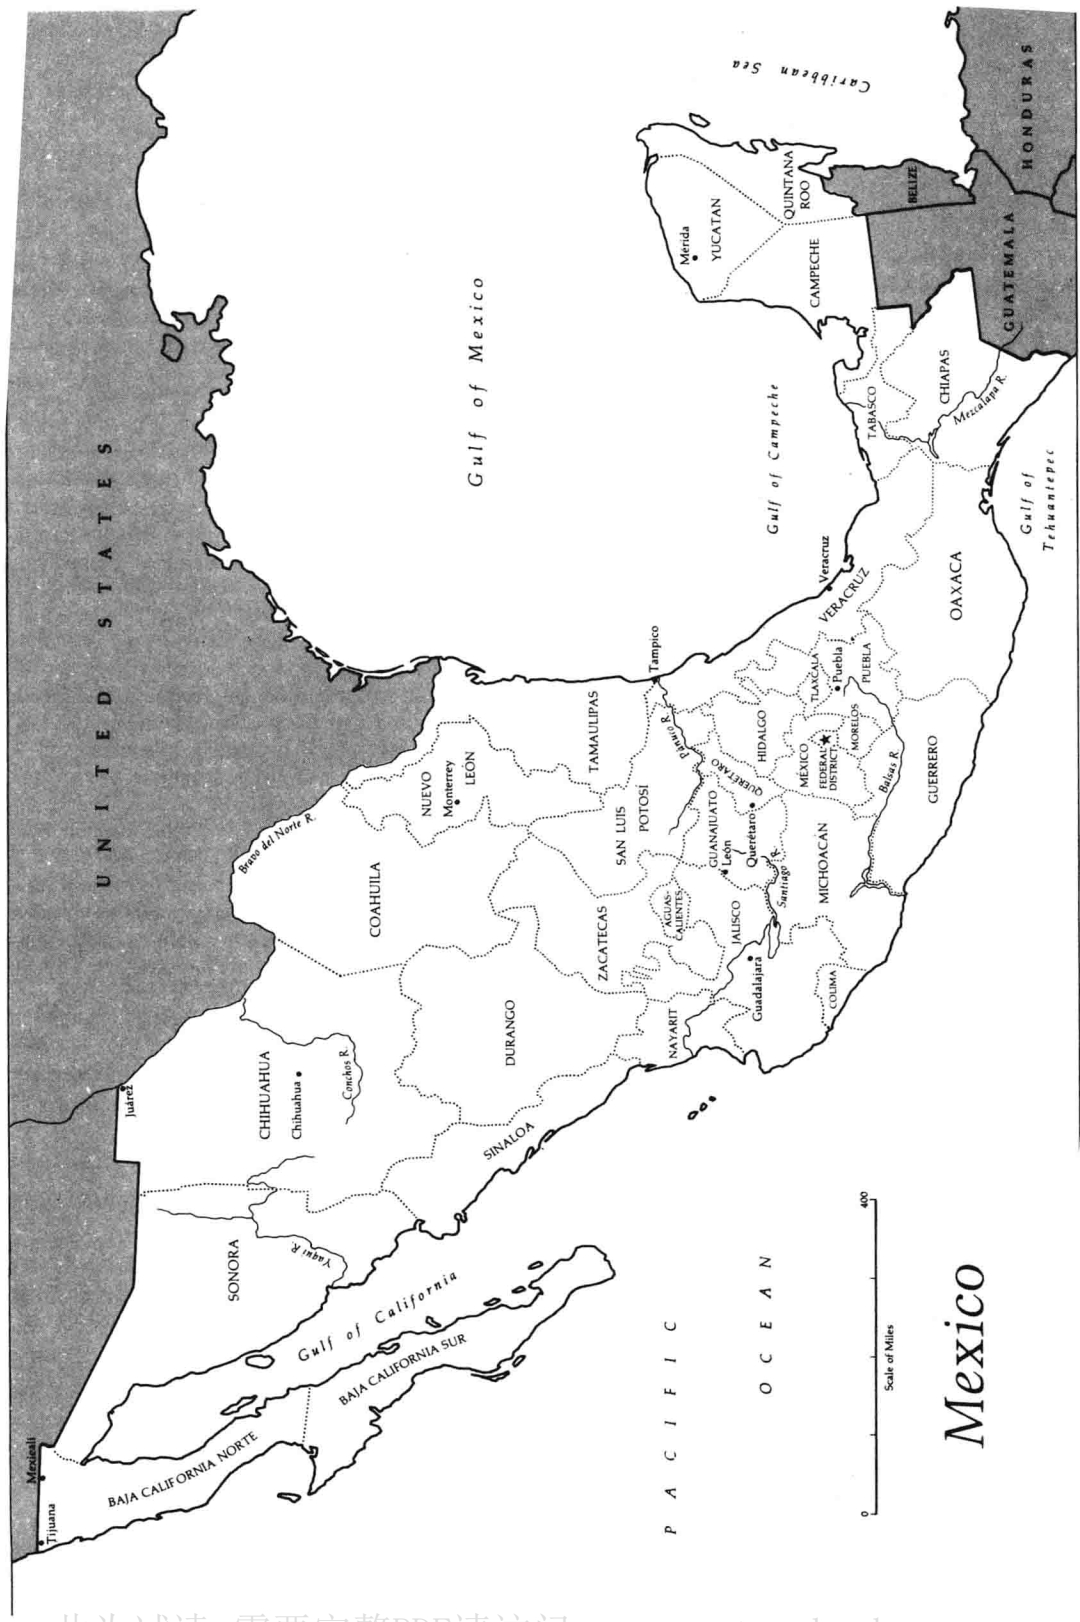 UNITED STATES
Tijuana
Mexicali
BAJA CALIFORNIA NORTE
BAJA CALIFORNIA SUR
Gulf of California
SONORA
Yaqui R.
Juárez
CHIHUAHUA
Chihuahua
Conchos R.
SINALOA
DURANGO
COAHUILA
Bravo del Norte R.
NUEVO
LEÓN
Monterrey
TAMAULIPAS
ZACATECAS
SAN LUIS
POTOSÍ
Tampico
Pánuco R.
NAYARIT
AGUAS-
CALIENTES
JALISCO
Guadalajara
COLIMA
GUANAJUATO
León
QUERÉTARO
Querétaro
Santiago R.
HIDALGO
MICHOACÁN
MÉXICO
FEDERAL
DISTRICT
TLAXCALA
MORELOS
Puebla
PUEBLA
Balsas R.
GUERRERO
Veracruz
VERACRUZ
OAXACA
TABASCO
CHIAPAS
Mezcalapa R.
CAMPECHE
Mérida
YUCATAN
QUINTANA
ROO
BELIZE
GUATEMALA
HONDURAS
Gulf of Mexico
Gulf of Campeche
Caribbean Sea
Gulf of
Tehuantepec
PACIFIC
OCEAN
0 400
Scale of Miles
Mexico